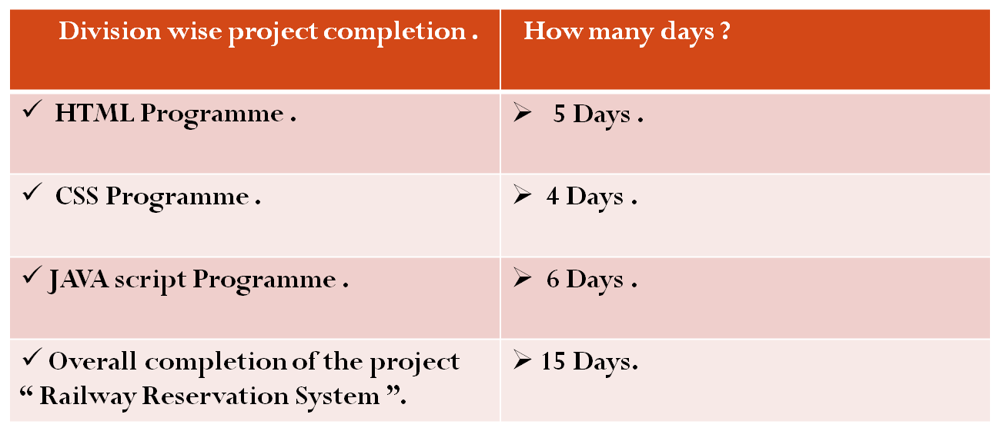 Division wise project completion .
How many days ?
✓ HTML Programme .
➢ 5 Days .
✓ CSS Programme .
➢ 4 Days .
✓ JAVA script Programme .
➢ 6 Days .
✓ Overall completion of the project
“ Railway Reservation System ”.
➢ 15 Days.